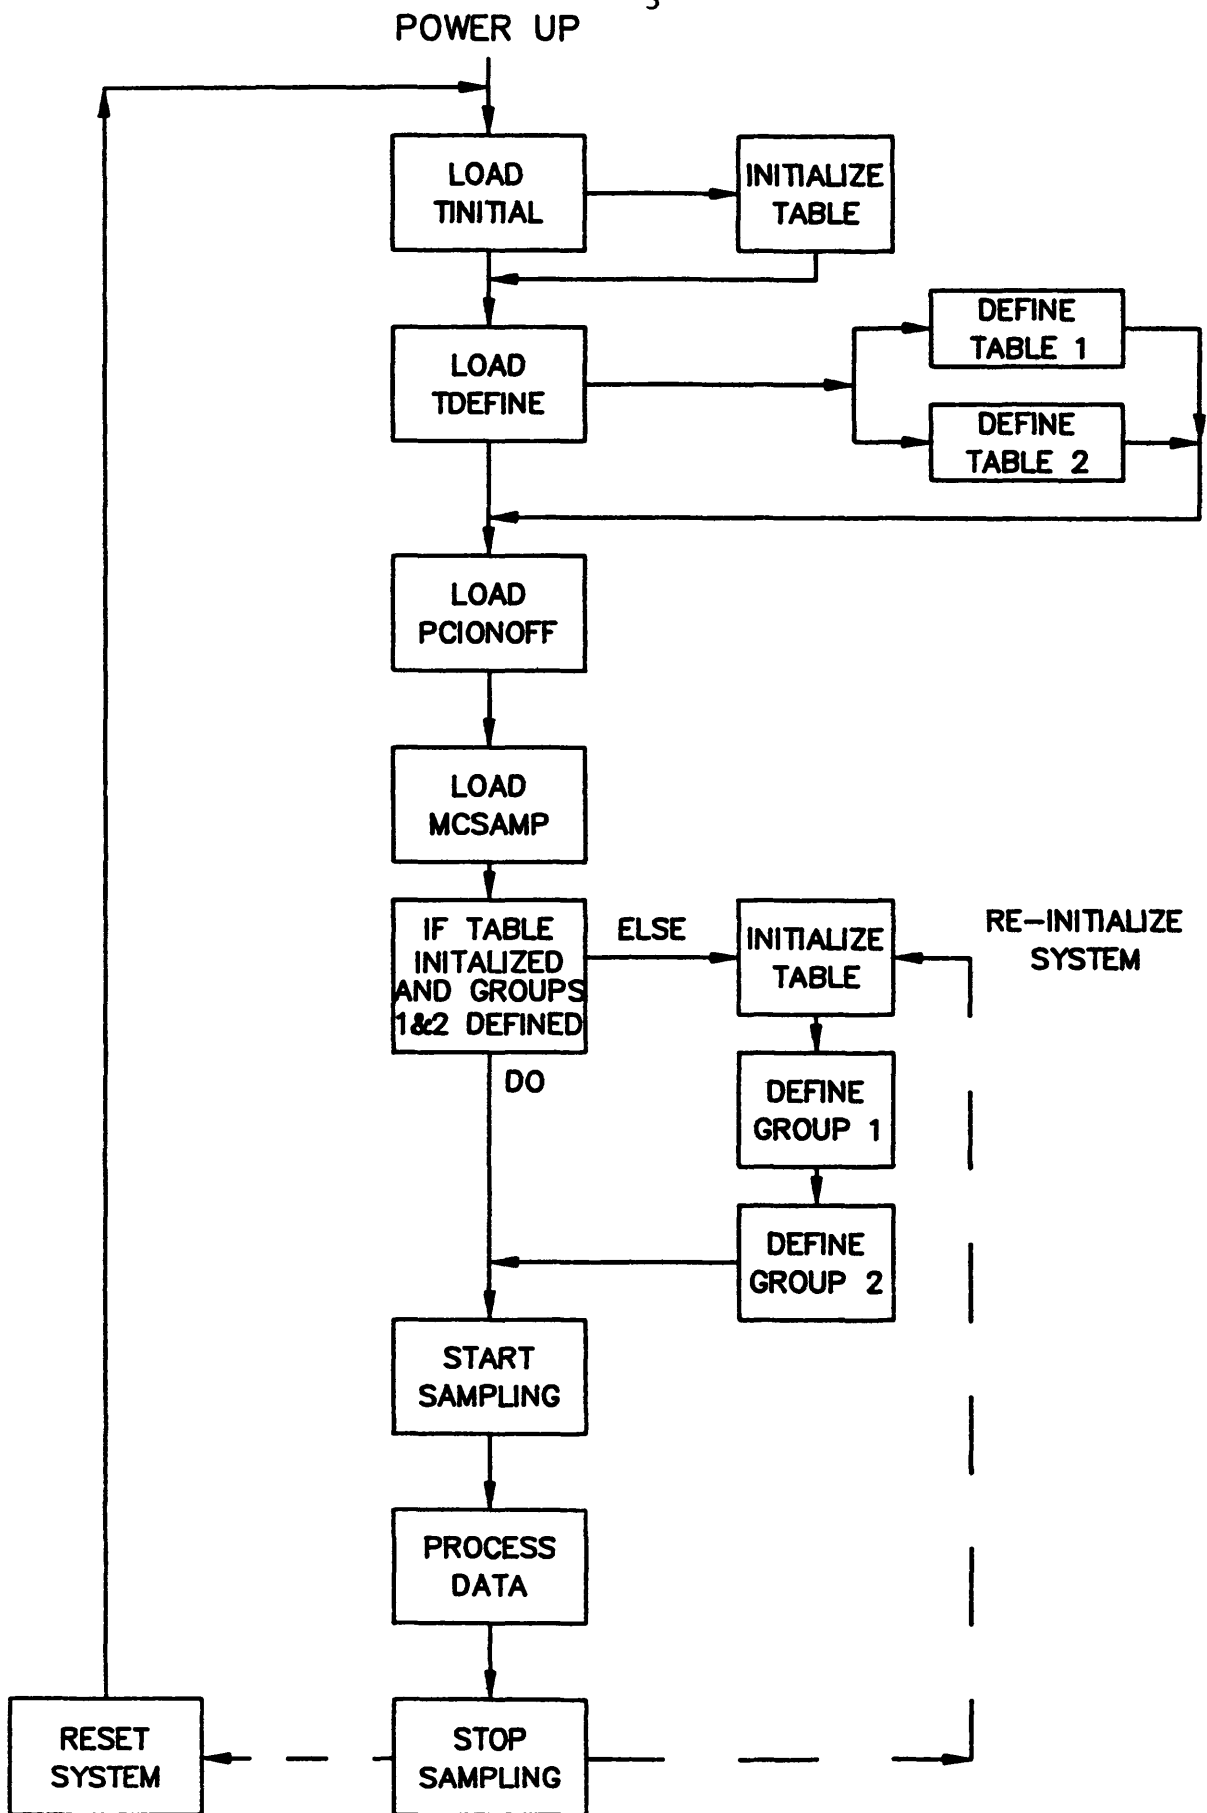 POWER UP
LOAD
TINITIAL
INITIALIZE
TABLE
LOAD
TDEFINE
DEFINE
TABLE 1
DEFINE
TABLE 2
LOAD
PCIONOFF
LOAD
MCSAMP
IF TABLE
INITALIZED
AND GROUPS
1&2 DEFINED
ELSE
INITIALIZE
TABLE
RE-INITIALIZE
SYSTEM
DO
DEFINE
GROUP 1
DEFINE
GROUP 2
START
SAMPLING
PROCESS
DATA
RESET
SYSTEM
STOP
SAMPLING